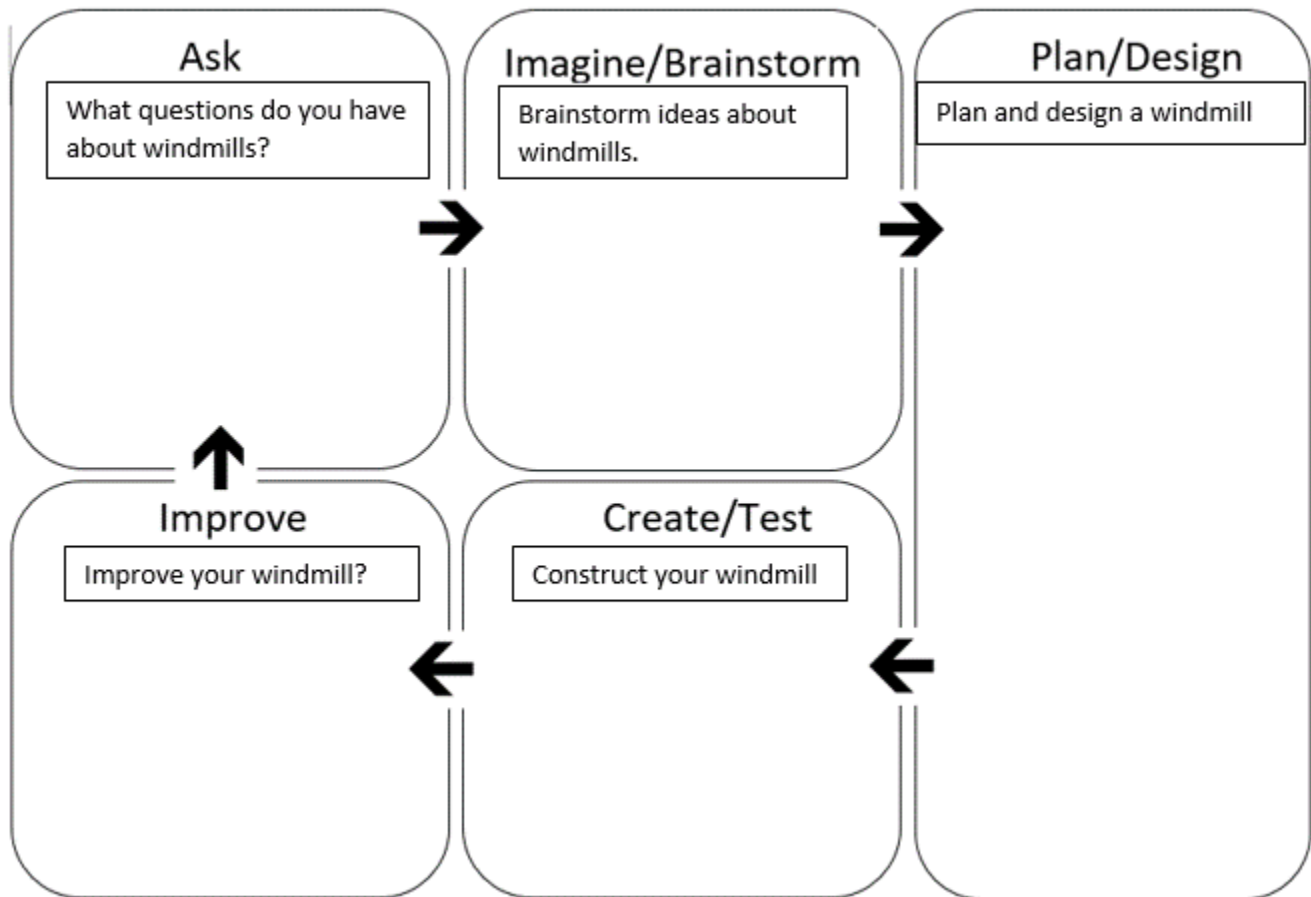 Ask
What questions do you have
about windmills?
Imagine/Brainstorm
Brainstorm ideas about
windmills.
Plan/Design
Plan and design a windmill
Improve
Improve your windmill?
Create/Test
Construct your windmill